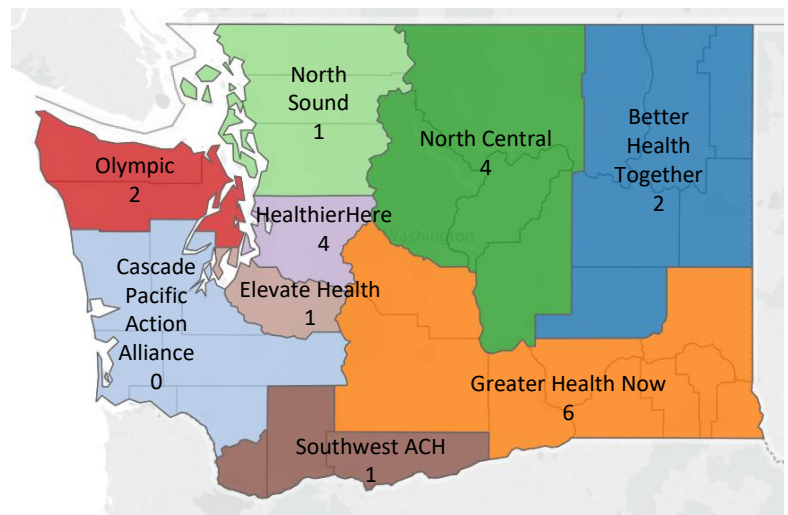 North
Sound
1
North Central
4
Better
Health
Together
2
Olympic
2
HealthierHere
4
Washington
Cascade
Pacific
Action
Alliance
0
Elevate Health
1
Greater Health Now
6
Southwest ACH
1